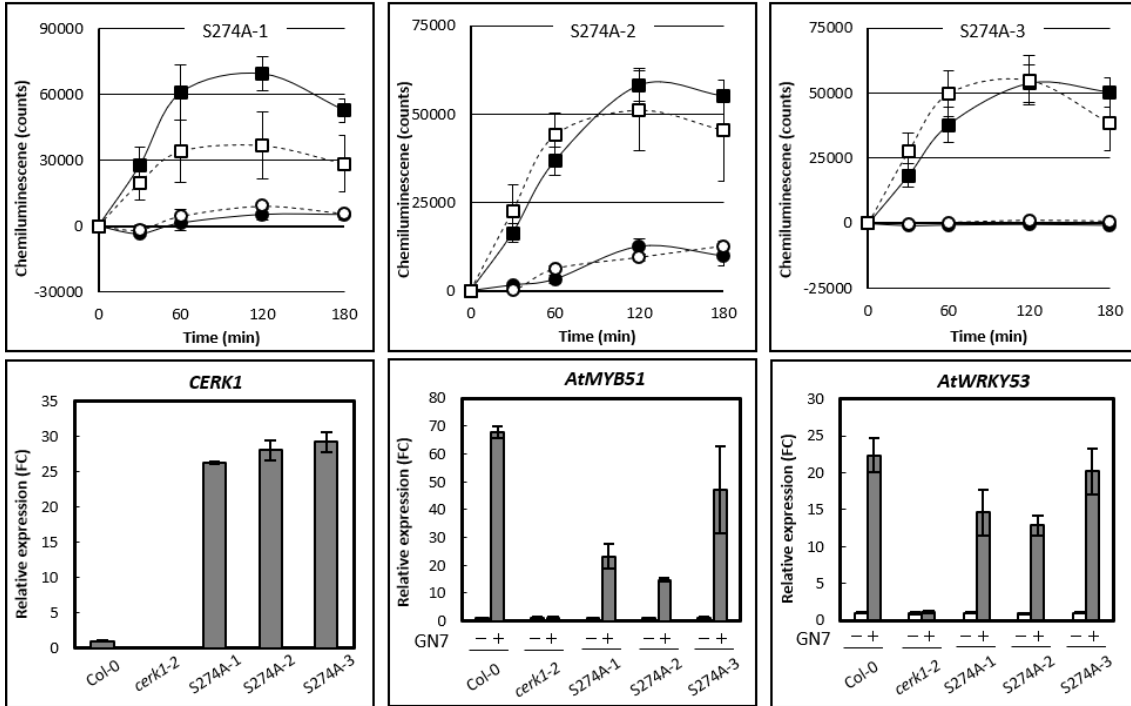 S274A-1
Chemiluminescene (counts)
90000
60000
30000
0
-30000
0 60 120 180
Time (min)
S274A-2
Chemiluminescene (counts)
75000
50000
25000
0
0 60 120 180
Time (min)
S274A-3
Chemiluminescene (counts)
75000
50000
25000
0
-25000
0 60 120 180
Time (min)
CERK1
Relative expression (FC)
35
30
25
20
15
10
5
0
Col-0 cerk1-2 S274A-1 S274A-2 S274A-3
AtMYB51
Relative expression (FC)
80
70
60
50
40
30
20
10
0
GN7 − + − + − + − + − +
Col-0 cerk1-2 S274A-1 S274A-2 S274A-3
AtWRKY53
Relative expression (FC)
30
25
20
15
10
5
0
GN7 − + − + − + − + − +
Col-0 cerk1-2 S274A-1 S274A-2 S274A-3